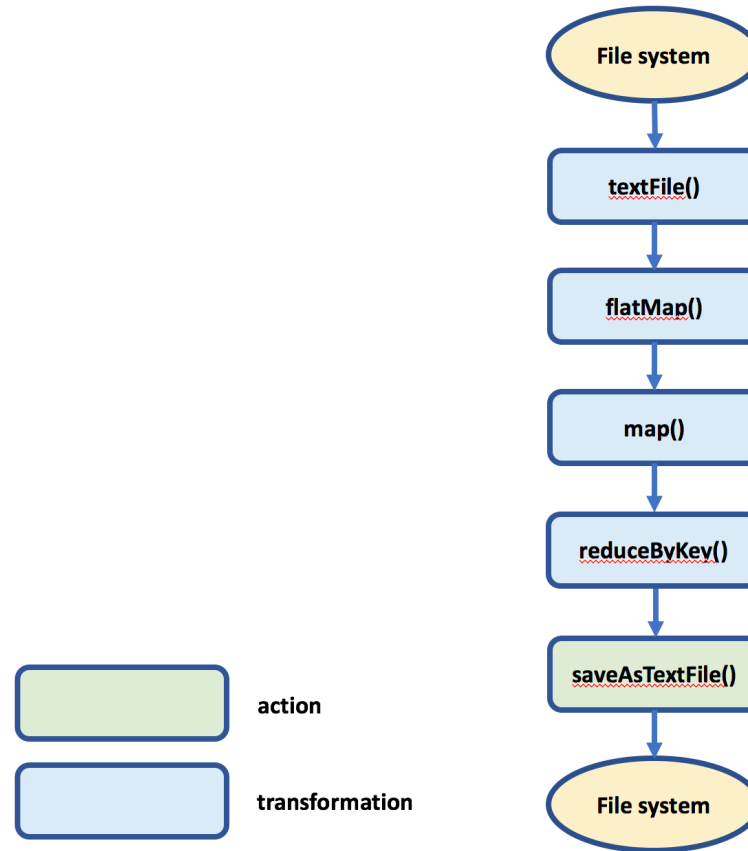 File system
textFile()
flatMap()
map()
reduceByKey()
saveAsTextFile()
action
transformation
File system